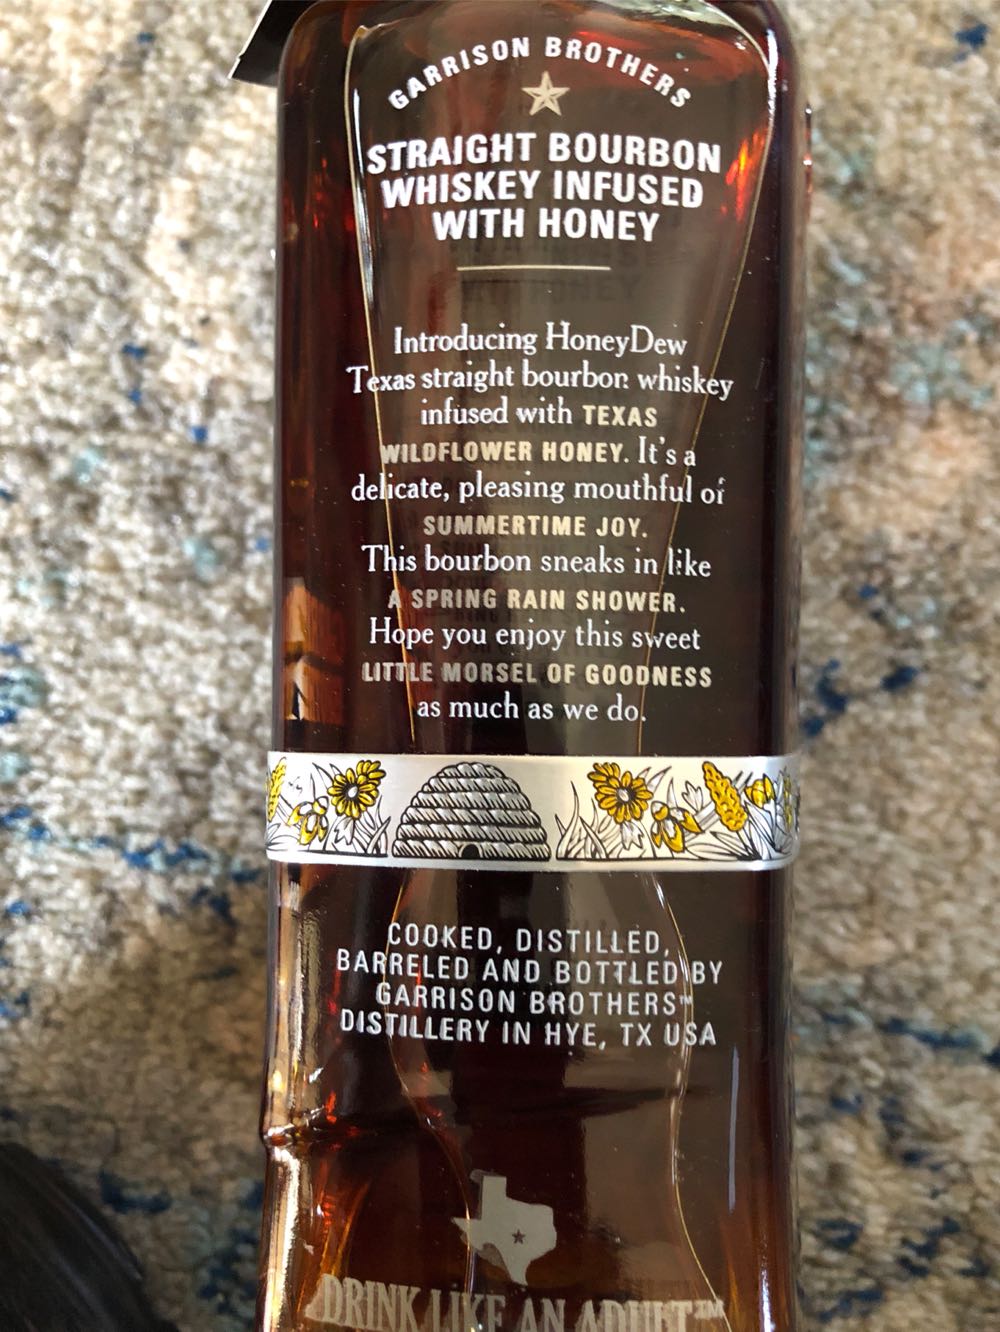 GARRISON BROTHERS
STRAIGHT BOURBON
WHISKEY INFUSED
WITH HONEY
Introducing HoneyDew
Texas straight bourbon whiskey
infused with TEXAS
WILDFLOWER HONEY. It's a
delicate, pleasing mouthful of
SUMMERTIME JOY.
This bourbon sneaks in like
A SPRING RAIN SHOWER.
Hope you enjoy this sweet
LITTLE MORSEL OF GOODNESS
as much as we do.
COOKED, DISTILLED,
BARRELED AND BOTTLED BY
GARRISON BROTHERS™
DISTILLERY IN HYE, TX USA
DRINK LIKE AN ADULT™